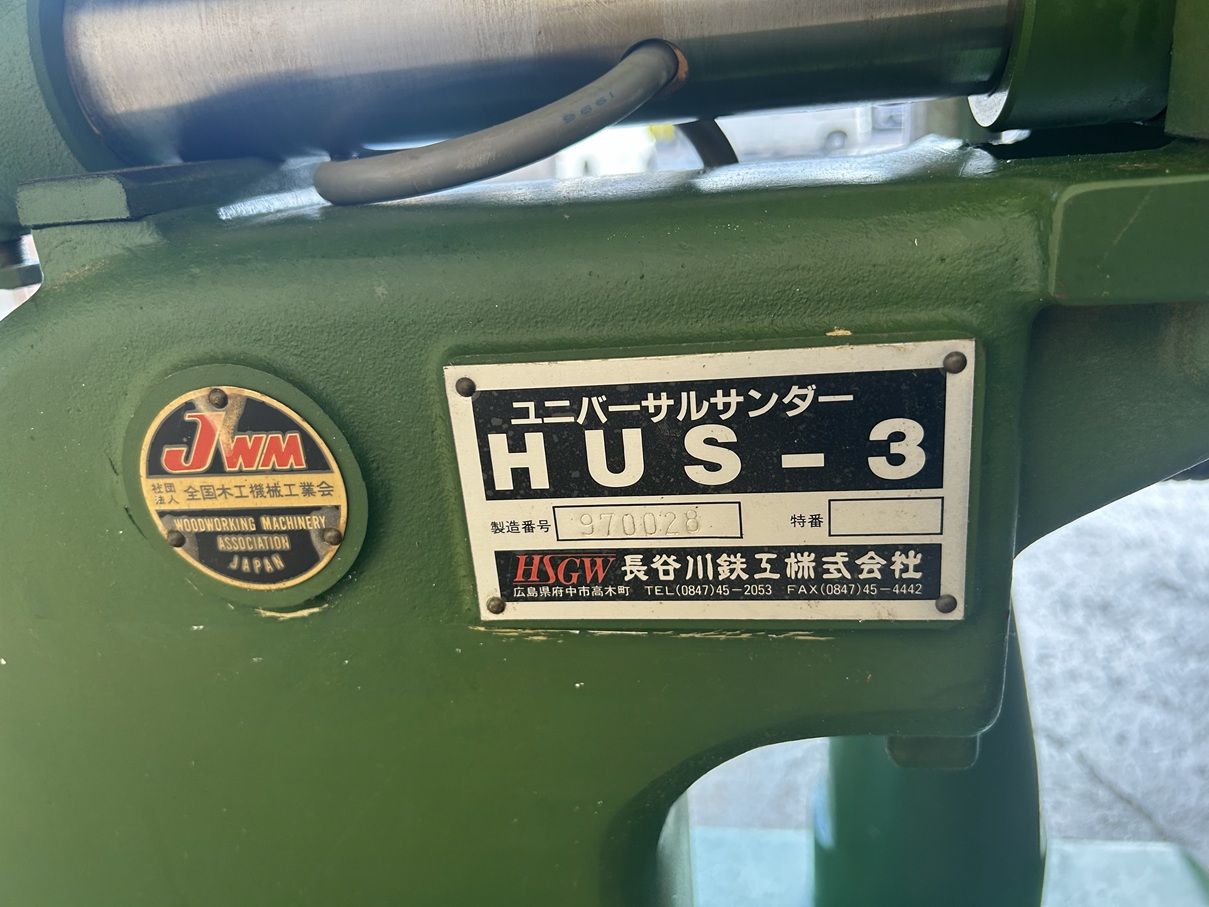 1996
JWM
社団法人 全国木工機械工業会
WOODWORKING MACHINERY
ASSOCIATION
JAPAN
ユニバーサルサンダー
HUS-3
製造番号 970028 特番
HSGW 長谷川鉄工株式会社
広島県府中市高木町 TEL(0847)45-2053 FAX(0847)45-4442